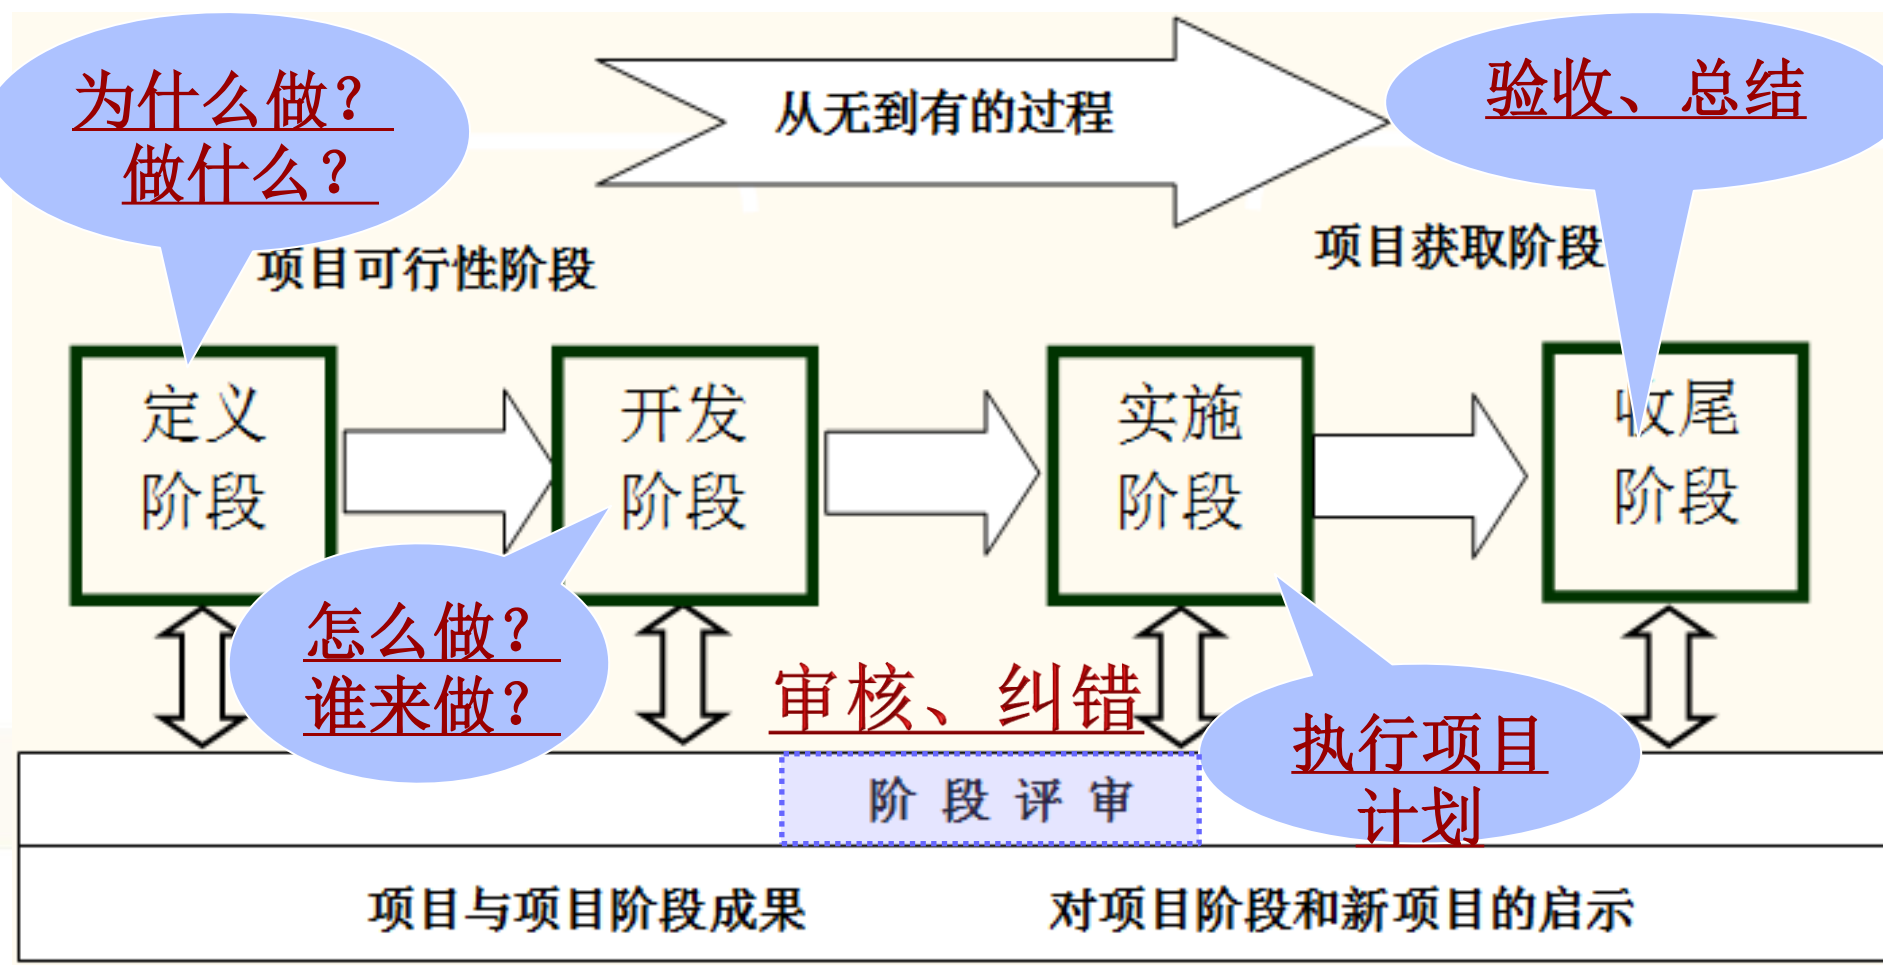 为什么做？
做什么？
从无到有的过程
验收、总结
项目可行性阶段
项目获取阶段
定义
阶段
开发
阶段
实施
阶段
收尾
阶段
怎么做？
谁来做？
审核、纠错
执行项目
计划
阶 段 评 审
项目与项目阶段成果
对项目阶段和新项目的启示